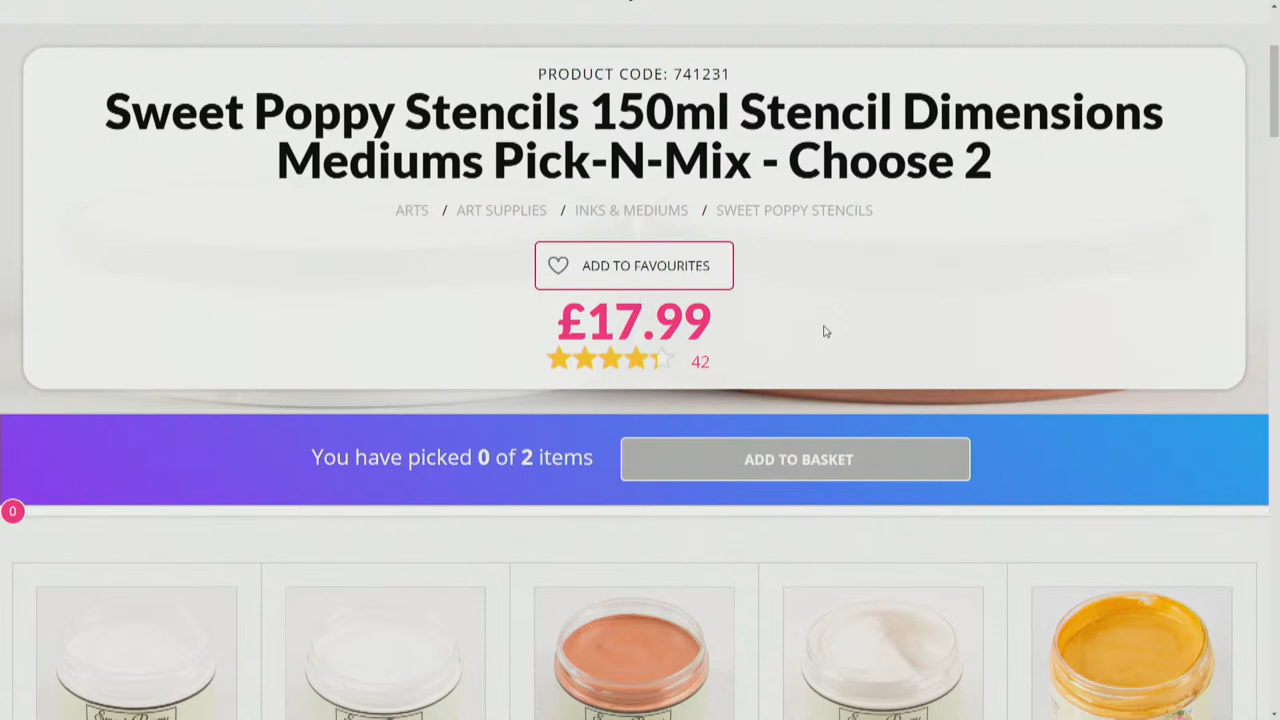 PRODUCT CODE: 741231
Sweet Poppy Stencils 150ml Stencil Dimensions
Mediums Pick-N-Mix - Choose 2
ARTS / ART SUPPLIES / INKS & MEDIUMS / SWEET POPPY STENCILS
ADD TO FAVOURITES
£17.99
42
You have picked 0 of 2 items
ADD TO BASKET
0